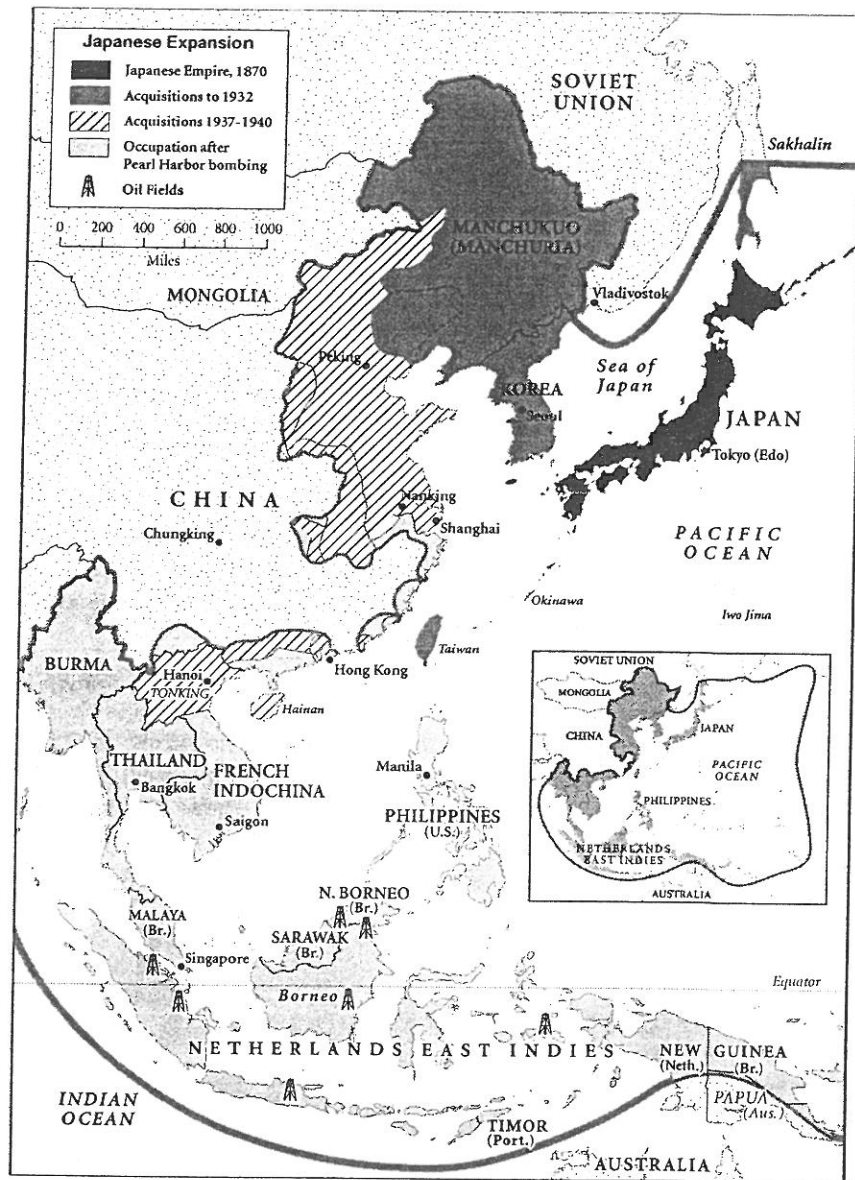 Japanese Expansion
Japanese Empire, 1870
Acquisitions to 1932
Acquisitions 1937-1940
Occupation after
Pearl Harbor bombing
Oil Fields
0 200 400 600 800 1000
Miles
SOVIET
UNION
Sakhalin
MANCHUKUO
(MANCHURIA)
MONGOLIA
Vladivostok
Peking
Sea of
Japan
KOREA
Seoul
JAPAN
Tokyo (Edo)
CHINA
Nanking
Shanghai
Chungking
PACIFIC
OCEAN
Okinawa
Iwo Jima
Taiwan
BURMA
Hanoi
TONKING
Hong Kong
Hainan
THAILAND
Bangkok
FRENCH
INDOCHINA
Saigon
Manila
PHILIPPINES
(U.S.)
SOVIET UNION
MONGOLIA
CHINA
JAPAN
PACIFIC
OCEAN
PHILIPPINES
NETHERLANDS
EAST INDIES
AUSTRALIA
N. BORNEO
(Br.)
MALAYA
(Br.)
SARAWAK
(Br.)
Singapore
Equator
Borneo
NETHERLANDS EAST INDIES
NEW GUINEA
(Neth.) (Br.)
PAPUA
(Aus.)
INDIAN
OCEAN
TIMOR
(Port.)
AUSTRALIA